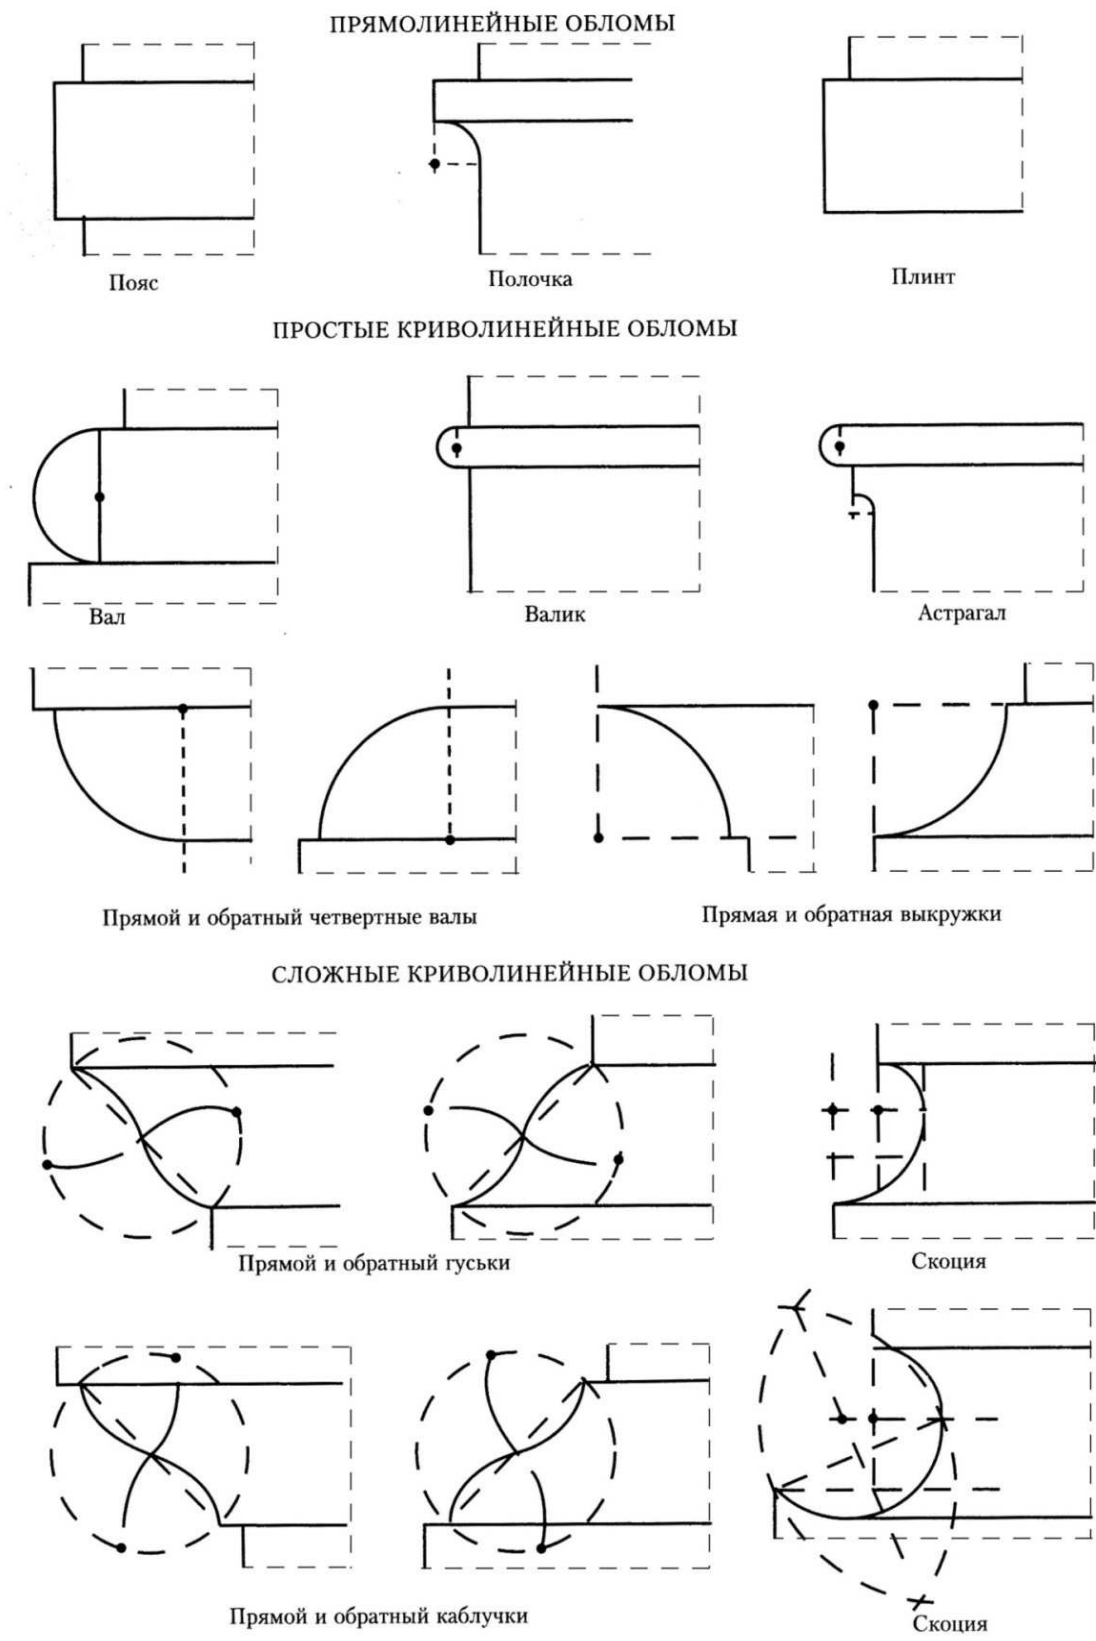 ПРЯМОЛИНЕЙНЫЕ ОБЛОМЫ
Пояс
Полочка
Плинт
ПРОСТЫЕ КРИВОЛИНЕЙНЫЕ ОБЛОМЫ
Вал
Валик
Астрагал
Прямой и обратный четвертные валы
Прямая и обратная выкружки
СЛОЖНЫЕ КРИВОЛИНЕЙНЫЕ ОБЛОМЫ
Прямой и обратный гуськи
Скоция
Прямой и обратный каблучки
Скоция